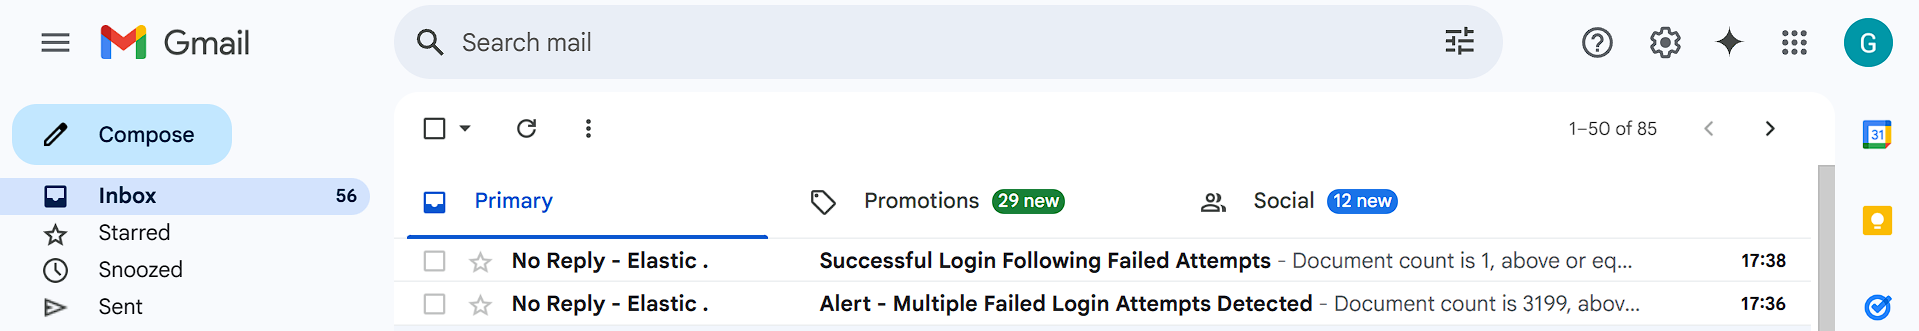 Gmail
Search mail
G
Compose
1–50 of 85
31
Inbox 56
Primary
Promotions 29 new
Social 12 new
Starred
No Reply - Elastic . Successful Login Following Failed Attempts - Document count is 1, above or eq... 17:38
Snoozed
No Reply - Elastic . Alert - Multiple Failed Login Attempts Detected - Document count is 3199, abov... 17:36
Sent